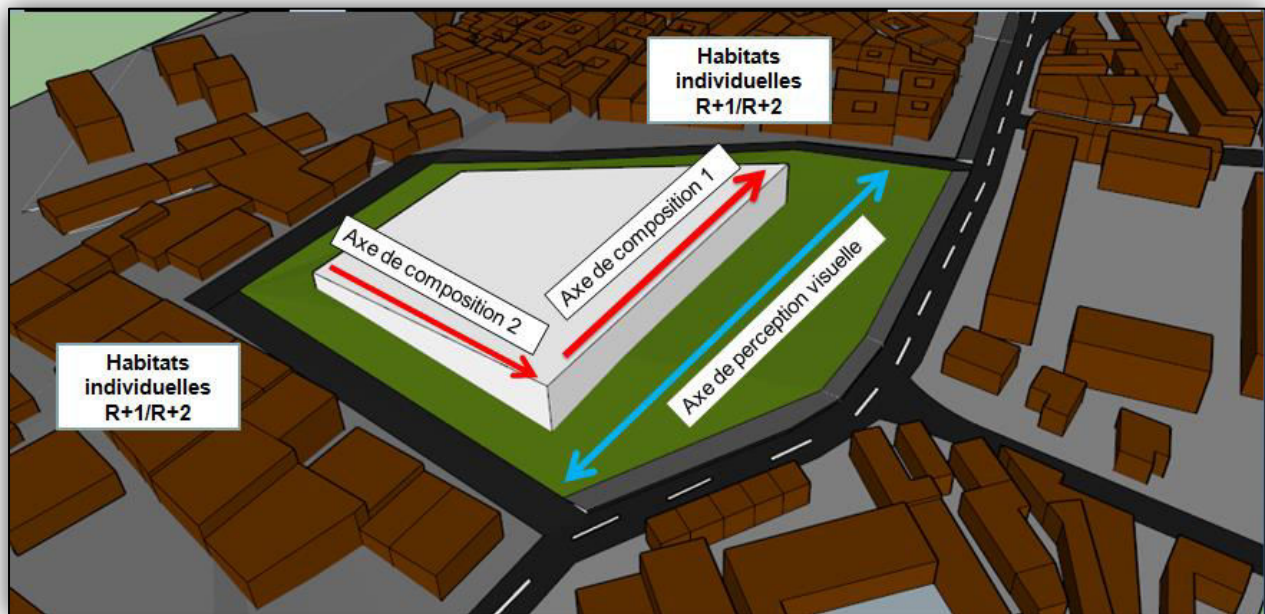 Habitats
individuelles
R+1/R+2
Axe de composition 1
Axe de composition 2
Axe de perception visuelle
Habitats
individuelles
R+1/R+2